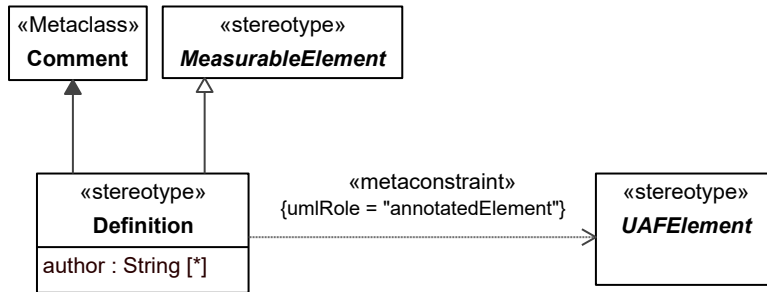 «Metaclass»
Comment
«stereotype»
MeasurableElement
«stereotype»
Definition
author : String [*]
«metaconstraint»
{umlRole = "annotatedElement"}
«stereotype»
UAFElement